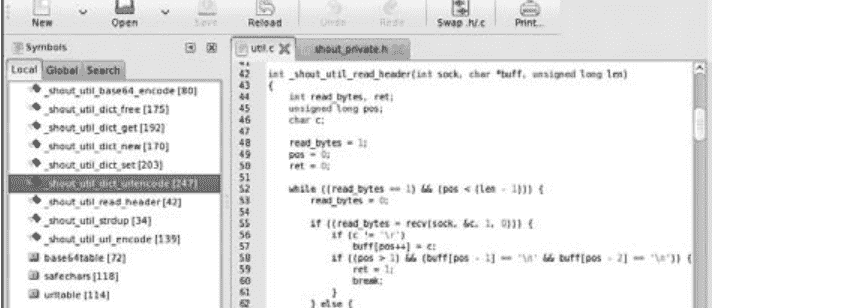 New Open Save Reload Undo Redo Swap .h/.c Print...
Symbols
Local Global Search
_shout_util_base64_encode [80]
_shout_util_dict_free [175]
_shout_util_dict_get [192]
_shout_util_dict_new [170]
_shout_util_dict_set [203]
_shout_util_dict_urlencode [247]
_shout_util_read_header [42]
_shout_util_strdup [34]
_shout_util_url_encode [139]
base64table [72]
safechars [118]
urltable [114]
util.c shout_private.h
41
42 int _shout_util_read_header(int sock, char *buff, unsigned long len)
43 {
44 int read_bytes, ret;
45 unsigned long pos;
46 char c;
47
48 read_bytes = 1;
49 pos = 0;
50 ret = 0;
51
52 while ((read_bytes == 1) && (pos < (len - 1))) {
53 read_bytes = 0;
54
55 if ((read_bytes = recv(sock, &c, 1, 0))) {
56 if (c != '\r')
57 buff[pos++] = c;
58 if ((pos > 1) && (buff[pos - 1] == '\n' && buff[pos - 2] == '\n')) {
59 ret = 1;
60 break;
61 }
62 } else {